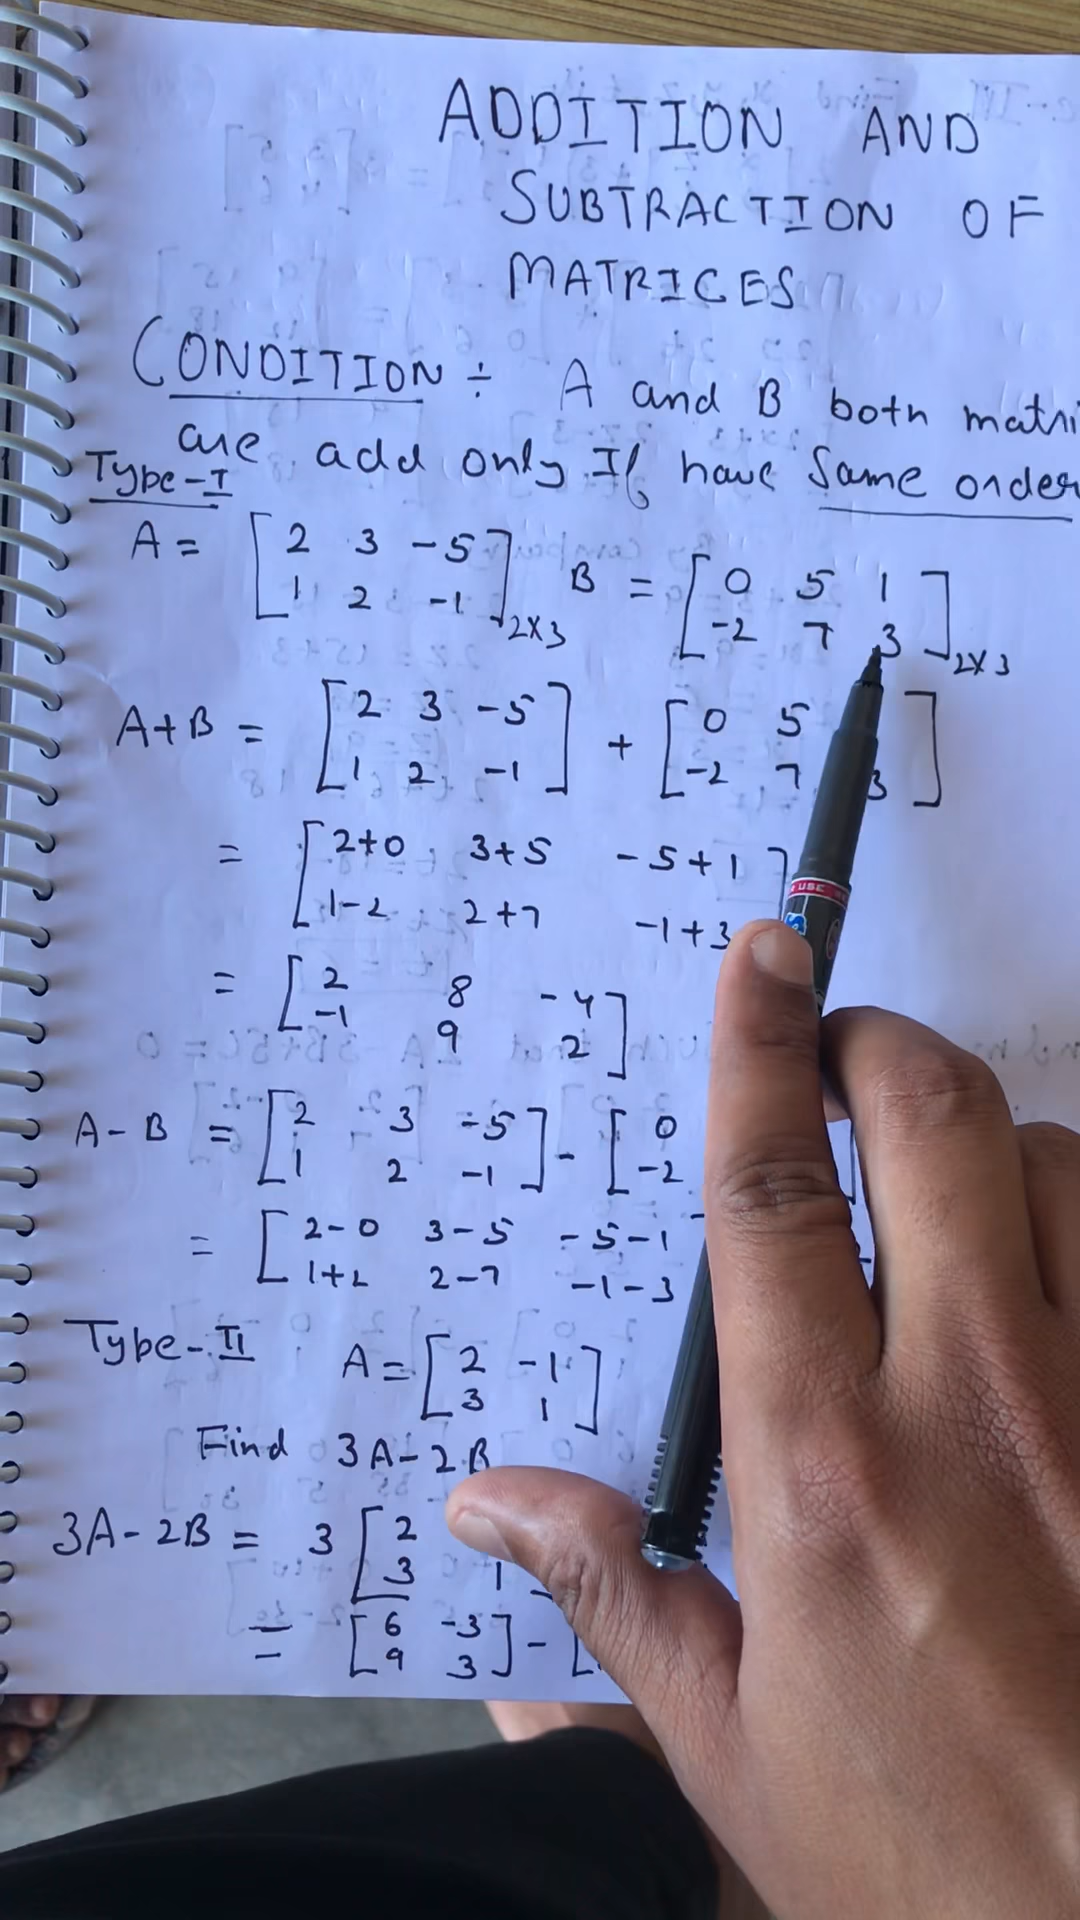 ADDITION AND
SUBTRACTION OF
MATRICES
CONDITION ÷ A and B both matri
are add only If have Same order
Type-I
A = [2 3 -5
1 2 -1]2×3 B = [0 5 1
-2 7 3]2×3
A+B = [2 3 -5
1 2 -1] + [0 5
-2 7 3]
= [2+0 3+5 -5+1]
[1-2 2+7 -1+3
= [2 8 -4
-1 9 2]
A-B = [2 3 -5
1 2 -1] - [0
-2
= [2-0 3-5 -5-1
1+2 2-7 -1-3
Type-II A = [2 -1
3 1]
Find 3A-2B
3A-2B = 3 [2
3 1
= [6 -3
9 3] - [
USE